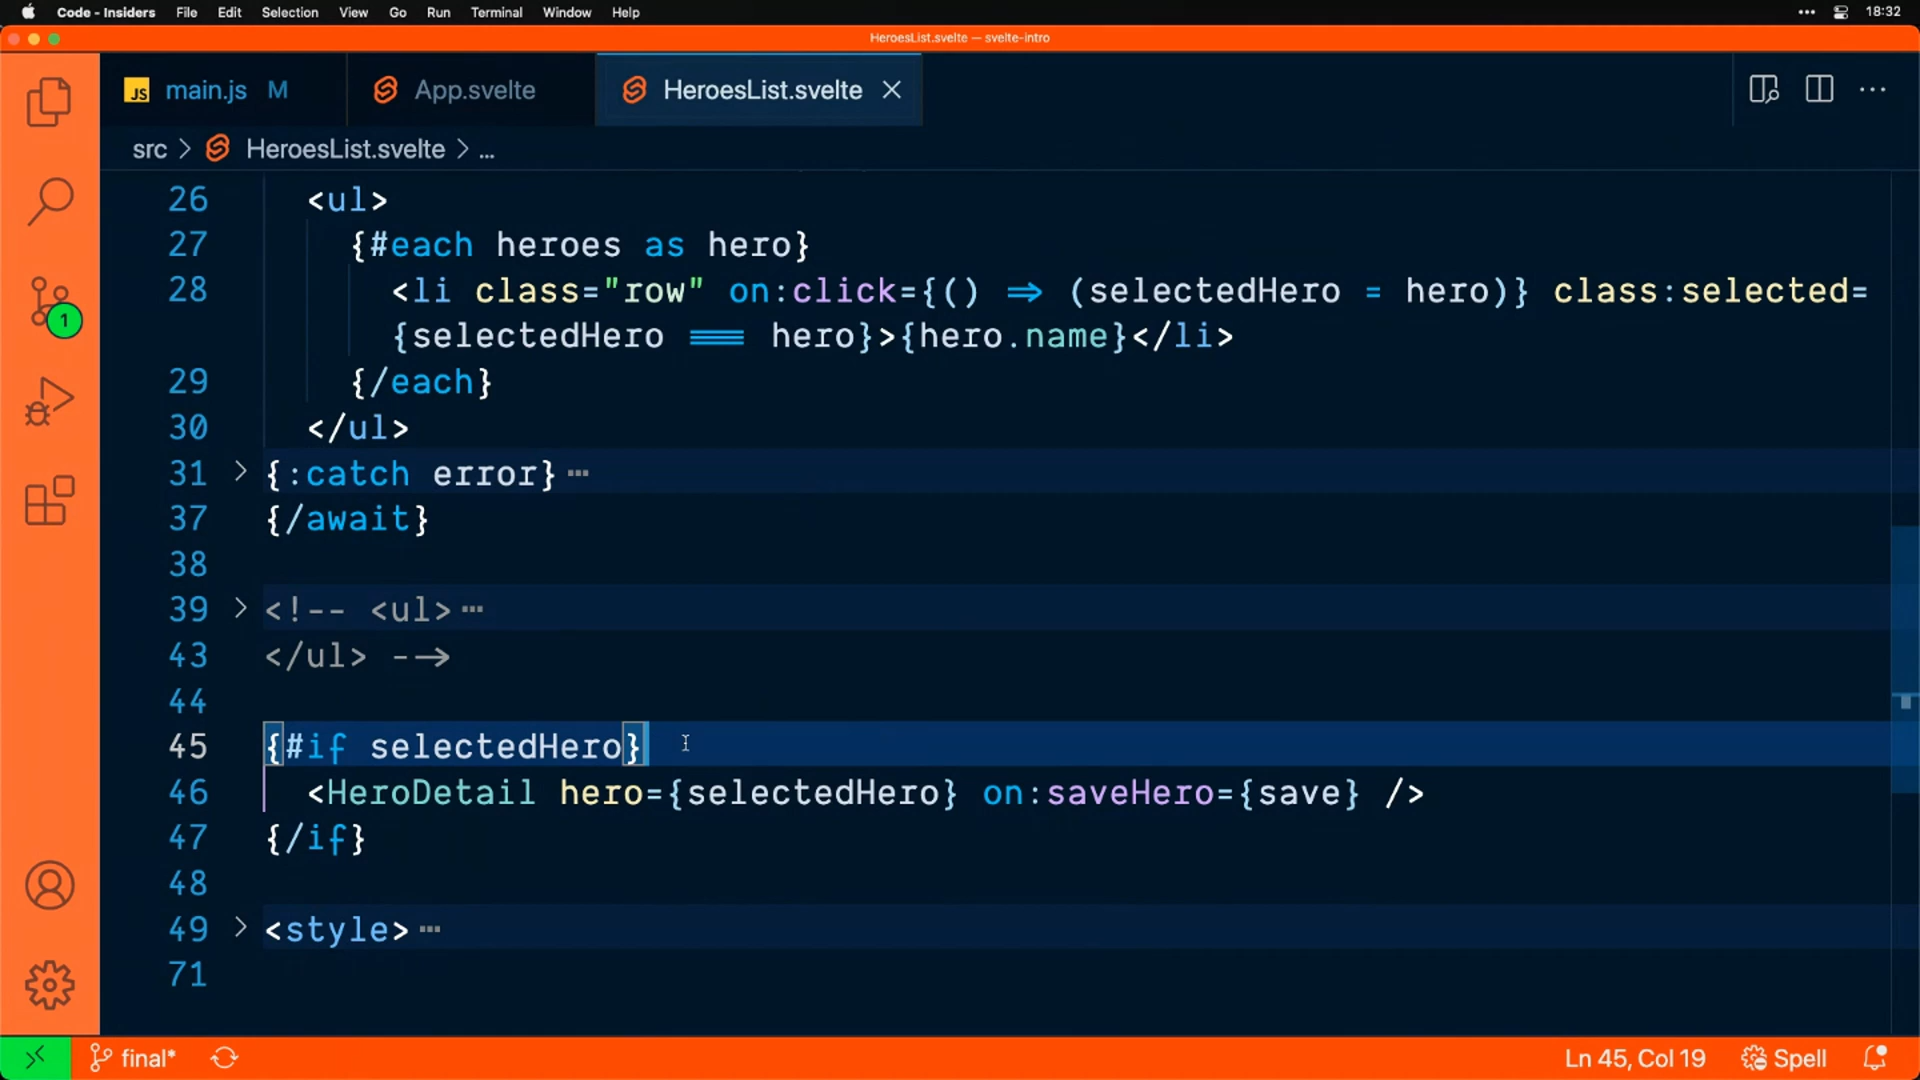 Code - Insiders File Edit Selection View Go Run Terminal Window Help ••• 18:32
HeroesList.svelte — svelte-intro
JS main.js M App.svelte HeroesList.svelte
src > HeroesList.svelte > ...
26 <ul>
27 {#each heroes as hero}
28 <li class="row" on:click={() => (selectedHero = hero)} class:selected=
{selectedHero === hero}>{hero.name}</li>
29 {/each}
30 </ul>
31 {:catch error} ...
37 {/await}
38
39 <!-- <ul> ...
43 </ul> -->
44
45 {#if selectedHero}
46 <HeroDetail hero={selectedHero} on:saveHero={save} />
47 {/if}
48
49 <style> ...
71
1
final* Ln 45, Col 19 Spell